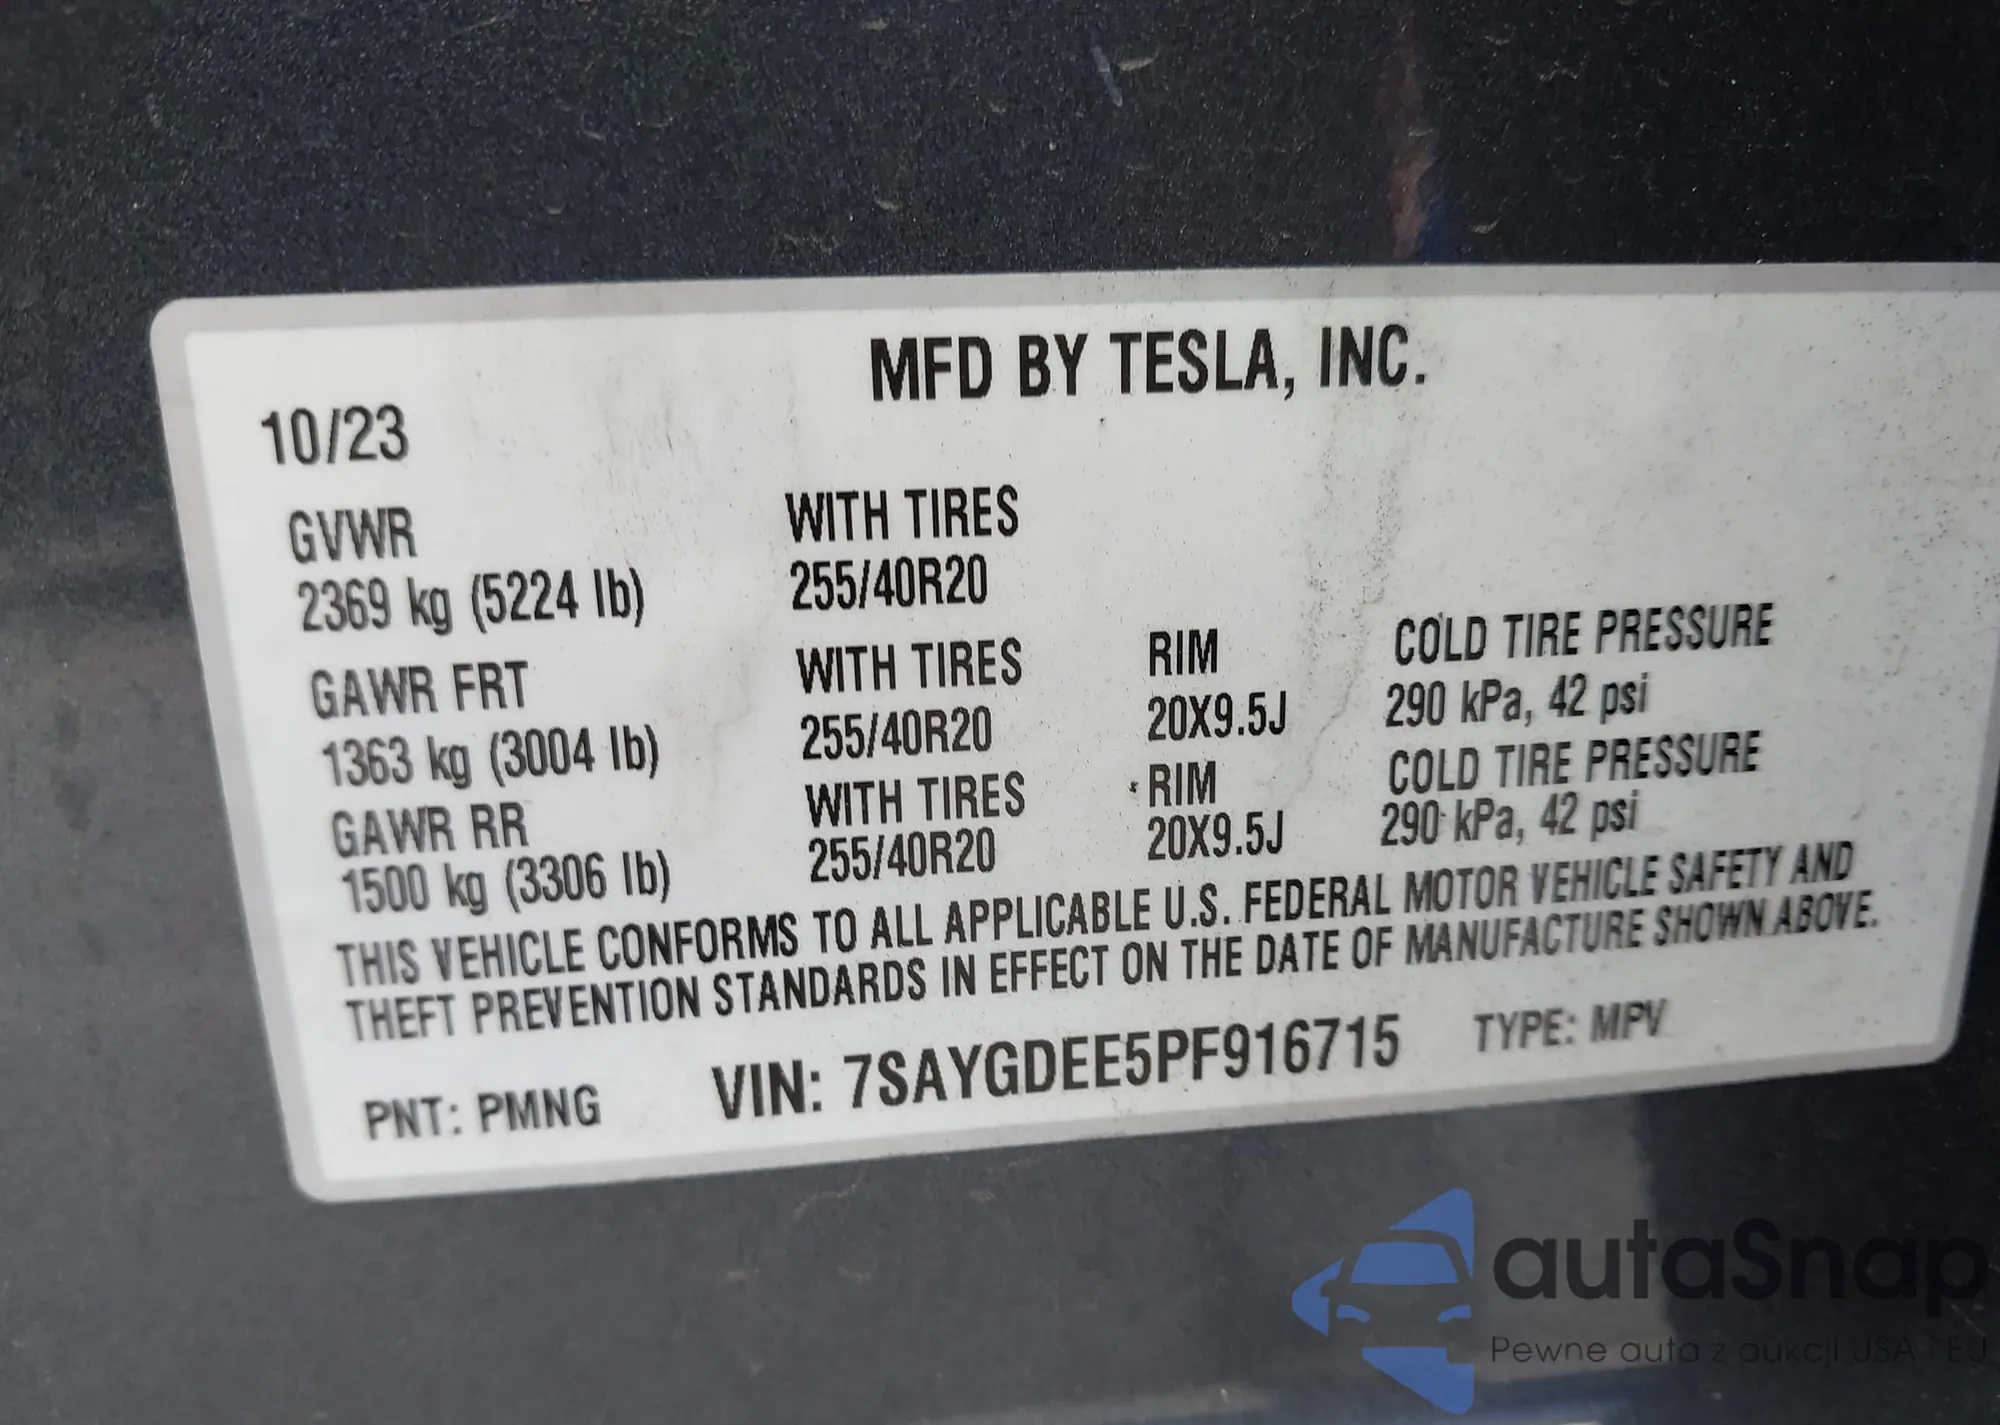 MFD BY TESLA, INC.
10/23
GVWR WITH TIRES
2369 kg (5224 lb) 255/40R20
GAWR FRT WITH TIRES RIM COLD TIRE PRESSURE
1363 kg (3004 lb) 255/40R20 20X9.5J 290 kPa, 42 psi
GAWR RR WITH TIRES RIM COLD TIRE PRESSURE
1500 kg (3306 lb) 255/40R20 20X9.5J 290 kPa, 42 psi
THIS VEHICLE CONFORMS TO ALL APPLICABLE U.S. FEDERAL MOTOR VEHICLE SAFETY AND
THEFT PREVENTION STANDARDS IN EFFECT ON THE DATE OF MANUFACTURE SHOWN ABOVE.
PNT: PMNG VIN: 7SAYGDEE5PF916715 TYPE: MPV
autaSnap
Pewne auta z aukcji USA i EU